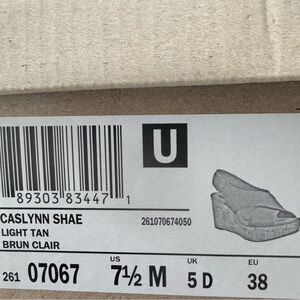 U
89303 83447 1
CASLYNN SHAE
261070674050
LIGHT TAN
BRUN CLAIR
US UK EU
261 07067 7½ M 5 D 38